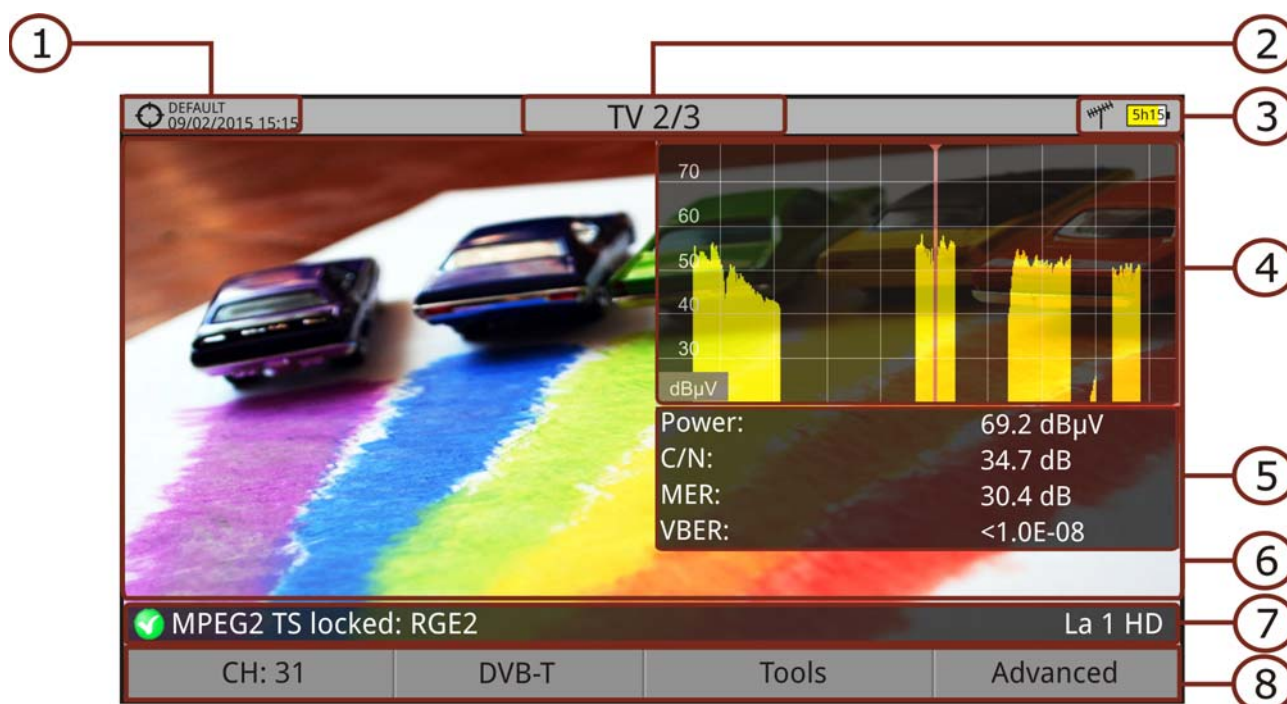 1
2
DEFAULT
09/02/2015 15:15
TV 2/3
5h15
3
70
60
50
40
30
dBµV
4
Power: 69.2 dBµV
C/N: 34.7 dB
MER: 30.4 dB
VBER: <1.0E-08
5
6
MPEG2 TS locked: RGE2 La 1 HD
7
CH: 31 DVB-T Tools Advanced
8